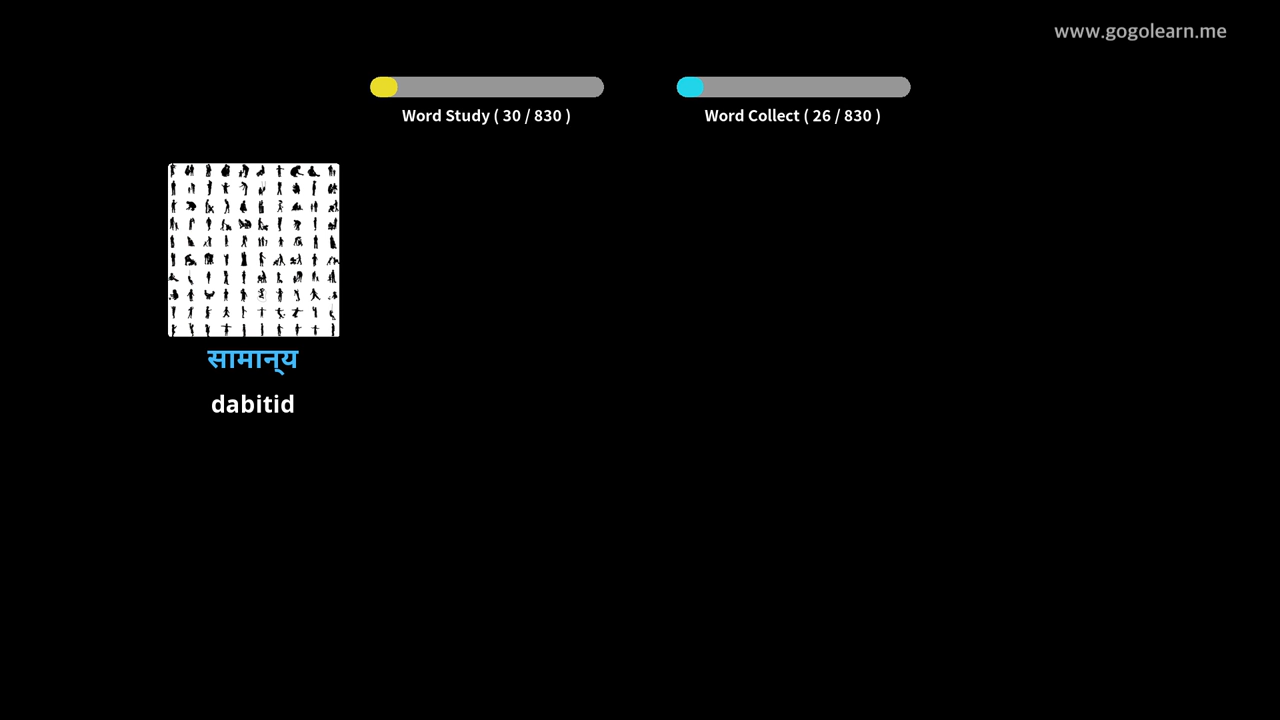 www.gogolearn.me
Word Study ( 30 / 830 )
Word Collect ( 26 / 830 )
सामान्य
dabitid